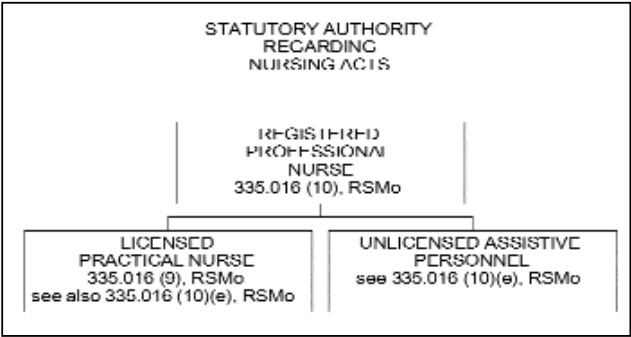 STATUTORY AUTHORITY
REGARDING
NURSING ACTS
REGISTERED
PROFESSIONAL
NURSE
335.016 (10), RSMo
LICENSED
PRACTICAL NURSE
335.016 (9), RSMo
see also 335.016 (10)(e), RSMo
UNLICENSED ASSISTIVE
PERSONNEL
see 335.016 (10)(e), RSMo